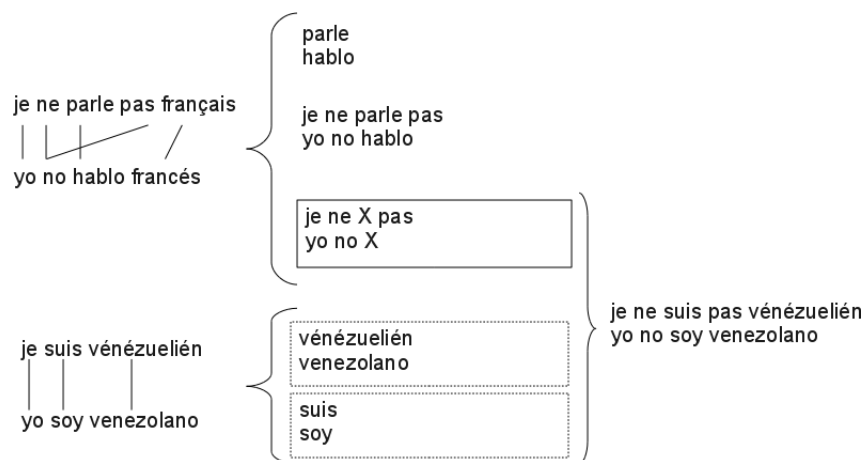 je ne parle pas français
yo no hablo francés
parle
hablo
je ne parle pas
yo no hablo
je ne X pas
yo no X
je suis vénézuelién
yo soy venezolano
vénézuelién
venezolano
suis
soy
je ne suis pas vénézuelién
yo no soy venezolano